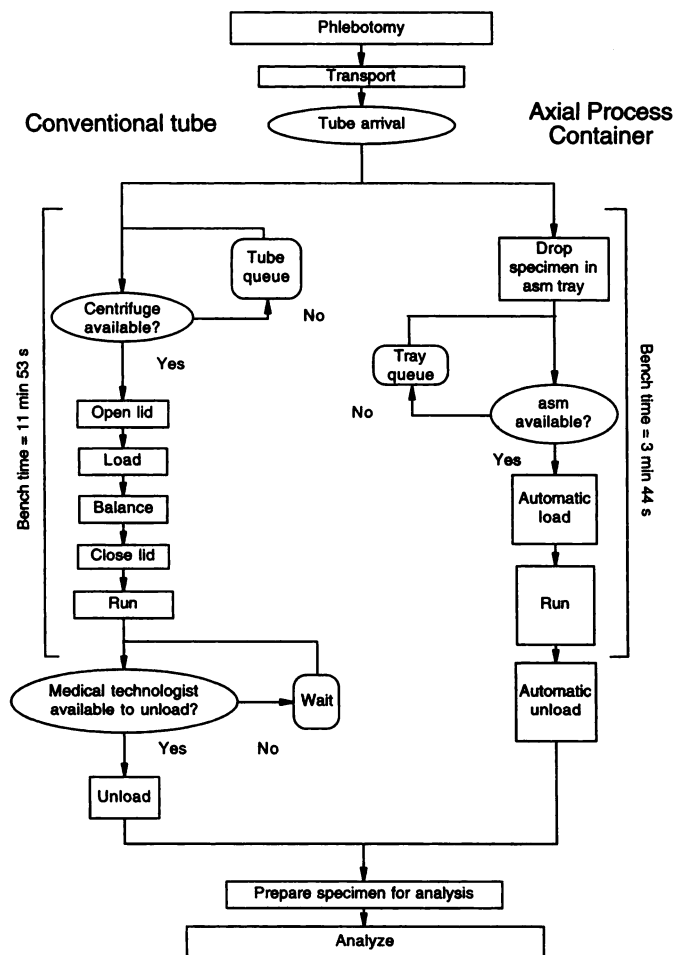 Phlebotomy
Transport
Tube arrival
Conventional tube
Axial Process
Container
Bench time = 11 min 53 s
Centrifuge
available?
Tube
queue
No
Yes
Open lid
Load
Balance
Close lid
Run
Medical technologist
available to unload?
Wait
Yes
No
Unload
Drop
specimen in
asm tray
Tray
queue
No
asm
available?
Yes
Automatic
load
Run
Automatic
unload
Bench time = 3 min 44 s
Prepare specimen for analysis
Analyze